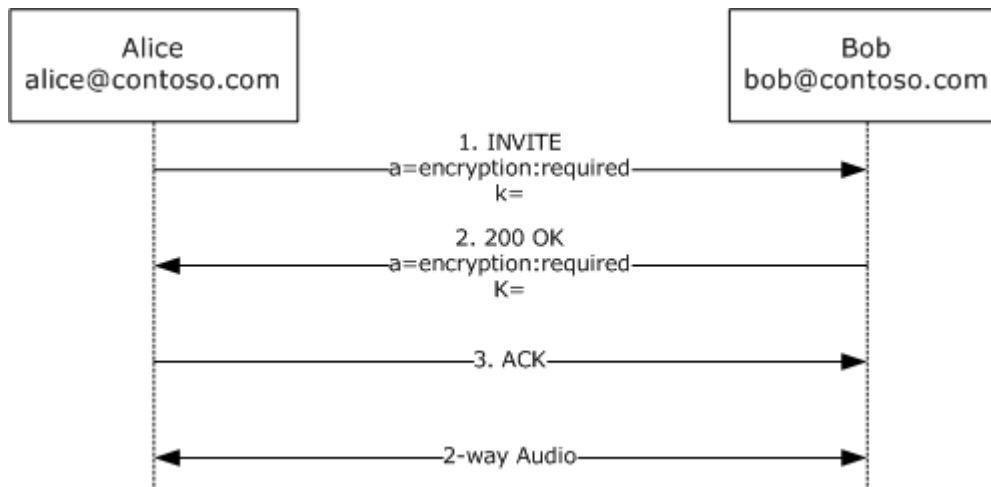 Alice
alice@contoso.com
Bob
bob@contoso.com
1. INVITE
a=encryption:required
k=
2. 200 OK
a=encryption:required
K=
3. ACK
2-way Audio